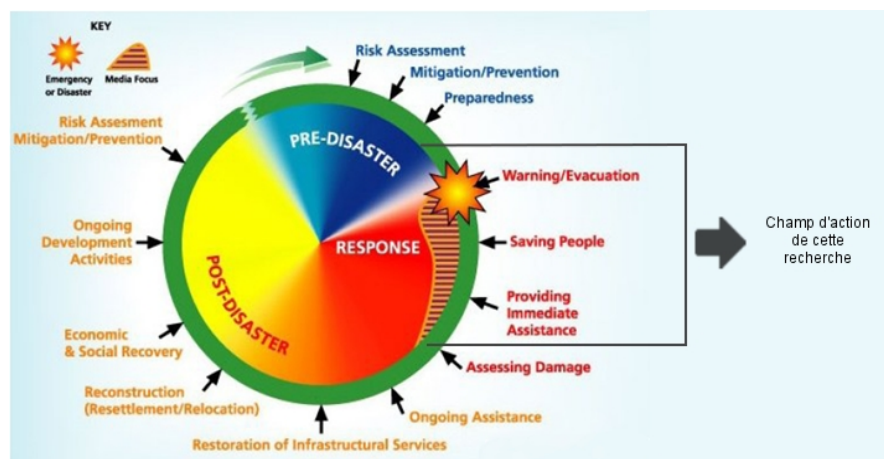 KEY
Emergency
or Disaster
Media Focus
Risk Assessment
Mitigation/Prevention
Preparedness
Warning/Evacuation
Saving People
Providing
Immediate
Assistance
Assessing Damage
Ongoing Assistance
Restoration of Infrastructural Services
Reconstruction
(Resettlement/Relocation)
Economic
& Social Recovery
Ongoing
Development
Activities
Risk Assesment
Mitigation/Prevention
PRE-DISASTER
RESPONSE
POST-DISASTER
Champ d'action
de cette
recherche